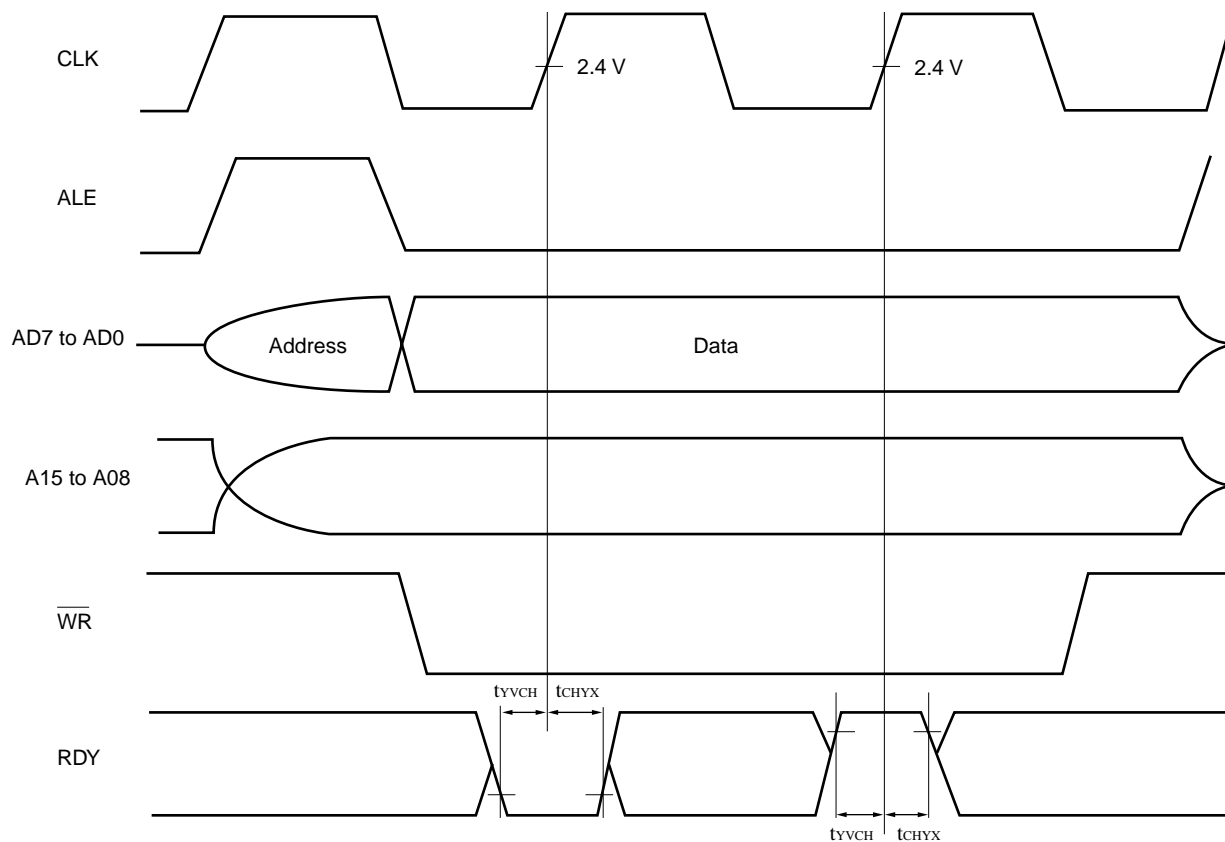 CLK
2.4 V
2.4 V
ALE
AD7 to AD0
Address
Data
A15 to A08
WR
tYVCH
tCHYX
RDY
tYVCH
tCHYX